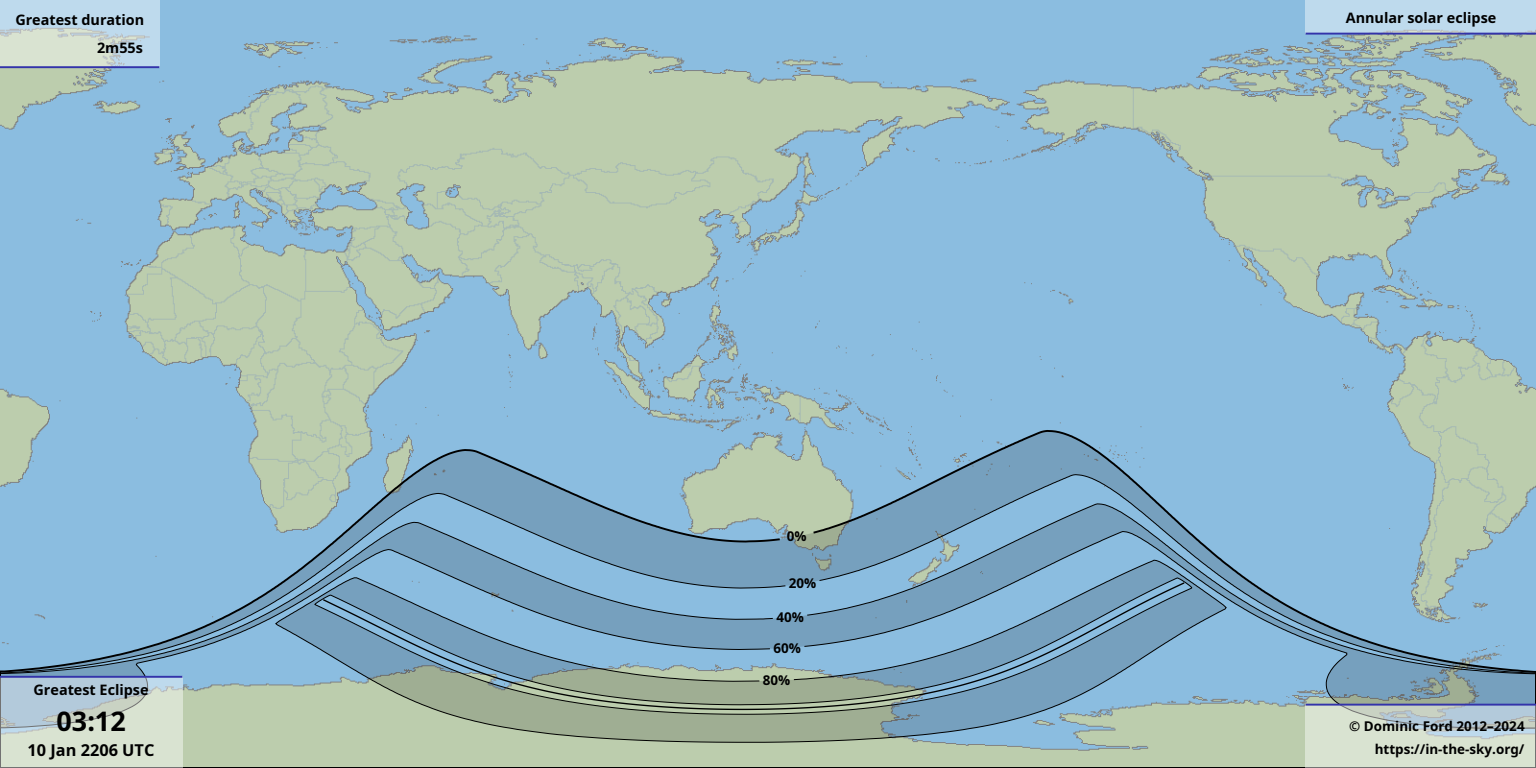 Greatest duration
2m55s
Annular solar eclipse
0%
20%
40%
60%
80%
Greatest Eclipse
03:12
10 Jan 2206 UTC
© Dominic Ford 2012–2024
https://in-the-sky.org/